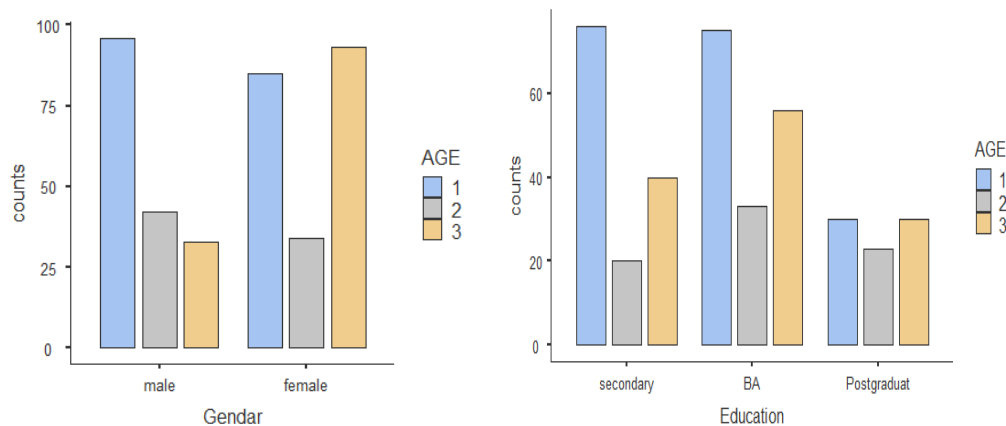 100
75
50
25
0
counts
male
female
Gendar
AGE
1
2
3
60
40
20
0
counts
secondary
BA
Postgraduat
Education
AGE
1
2
3